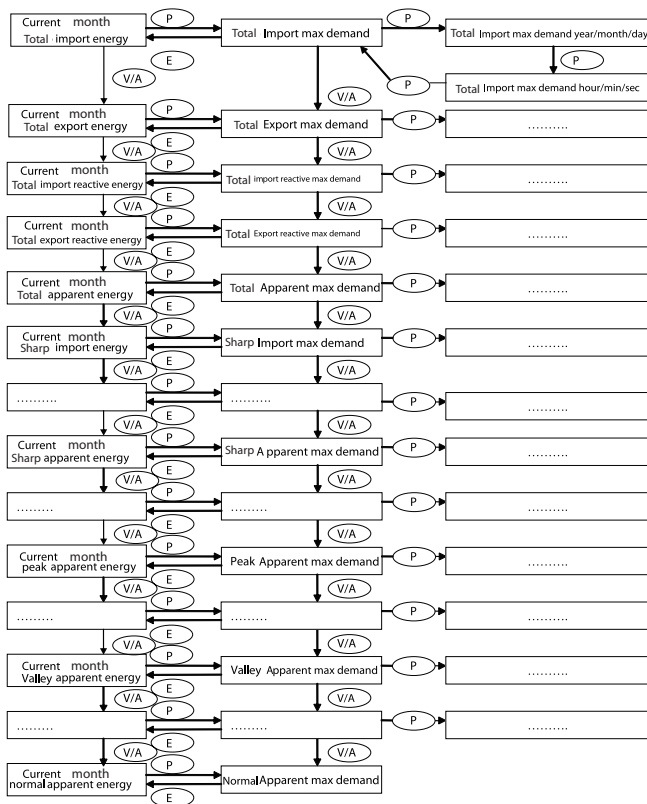 Current month
Total import energy
P
E
Total Import max demand
P
Total Import max demand year/month/day
P
P
Total Import max demand hour/min/sec
V/A
V/A
Current month
Total export energy
P
E
Total Export max demand
P
..........
V/A
V/A
Current month
Total import reactive energy
P
E
Total import reactive max demand
P
..........
V/A
V/A
Current month
Total export reactive energy
P
E
Total Export reactive max demand
P
..........
V/A
V/A
Current month
Total apparent energy
P
E
Total Apparent max demand
P
..........
V/A
V/A
Current month
Sharp import energy
P
E
Sharp Import max demand
P
..........
V/A
V/A
..........
P
E
..........
P
..........
V/A
V/A
Current month
Sharp apparent energy
P
E
Sharp A pparent max demand
P
..........
V/A
V/A
..........
P
E
..........
P
..........
V/A
V/A
Current month
peak apparent energy
P
E
Peak Apparent max demand
P
..........
V/A
V/A
..........
P
E
..........
P
..........
V/A
V/A
Current month
Valley apparent energy
P
E
Valley Apparent max demand
P
..........
V/A
V/A
..........
P
E
..........
P
..........
V/A
V/A
Current month
normal apparent energy
P
E
Normal Apparent max demand